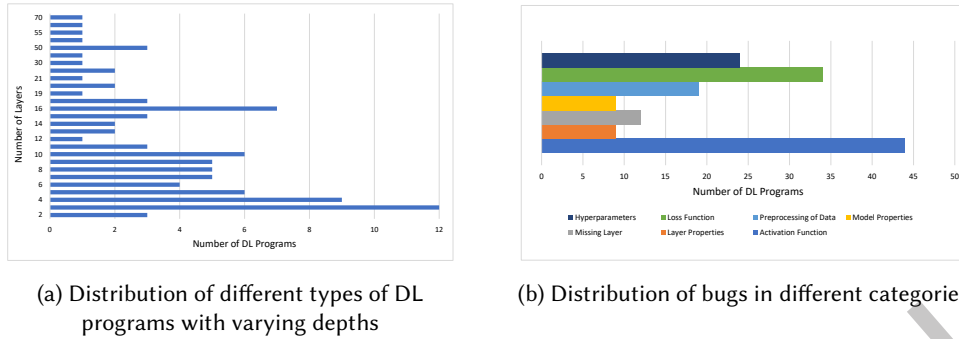 70
55
50
30
21
19
16
14
12
10
8
6
4
2
Number of Layers
0 2 4 6 8 10 12
Number of DL Programs
0 5 10 15 20 25 30 35 40 45 50
Number of DL Programs
Hyperparameters Loss Function Preprocessing of Data Model Properties
Missing Layer Layer Properties Activation Function
(a) Distribution of different types of DL
programs with varying depths
(b) Distribution of bugs in different categorie